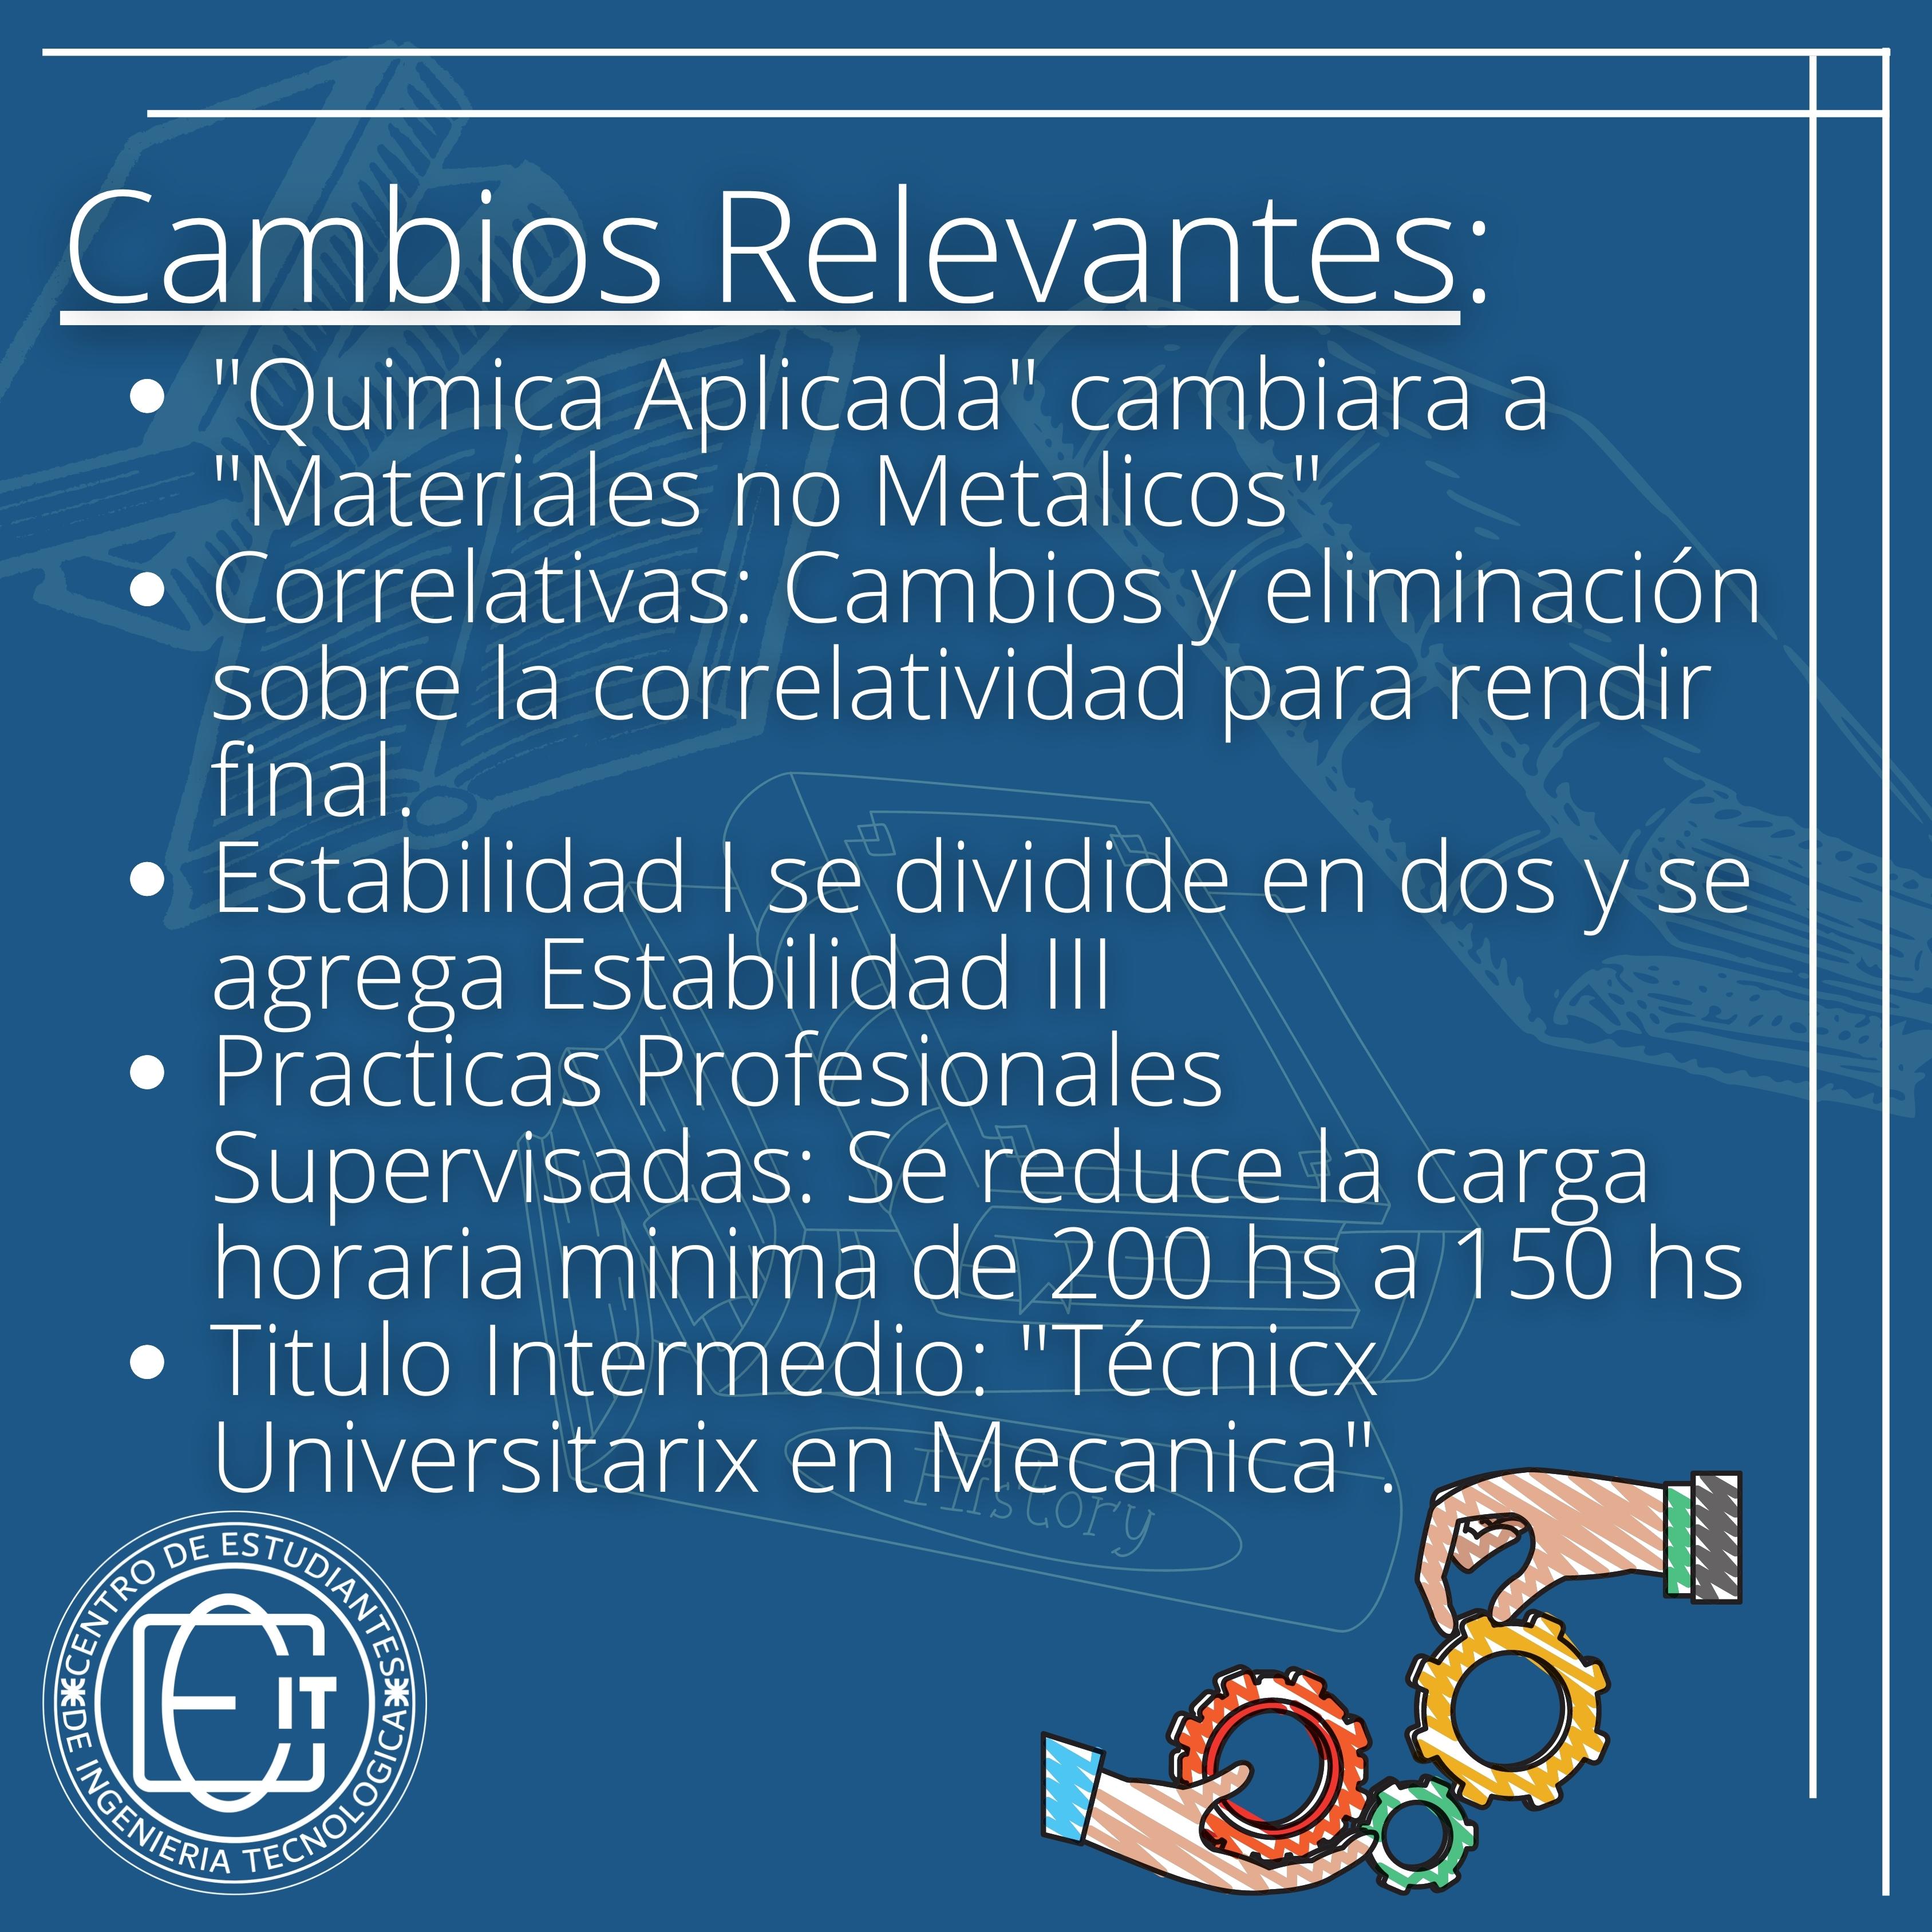 Cambios Relevantes:
"Quimica Aplicada" cambiara a
"Materiales no Metalicos"
Correlativas: Cambios y eliminación
sobre la correlatividad para rendir
final.
Estabilidad I se dividide en dos y se
agrega Estabilidad III
Practicas Profesionales
Supervisadas: Se reduce la carga
horaria minima de 200 hs a 150 hs
Titulo Intermedio: "Técnicx
Universitarix en Mecanica".
History
CENTRO DE ESTUDIANTES
CEIT
DE INGENIERIA TECNOLOGICA